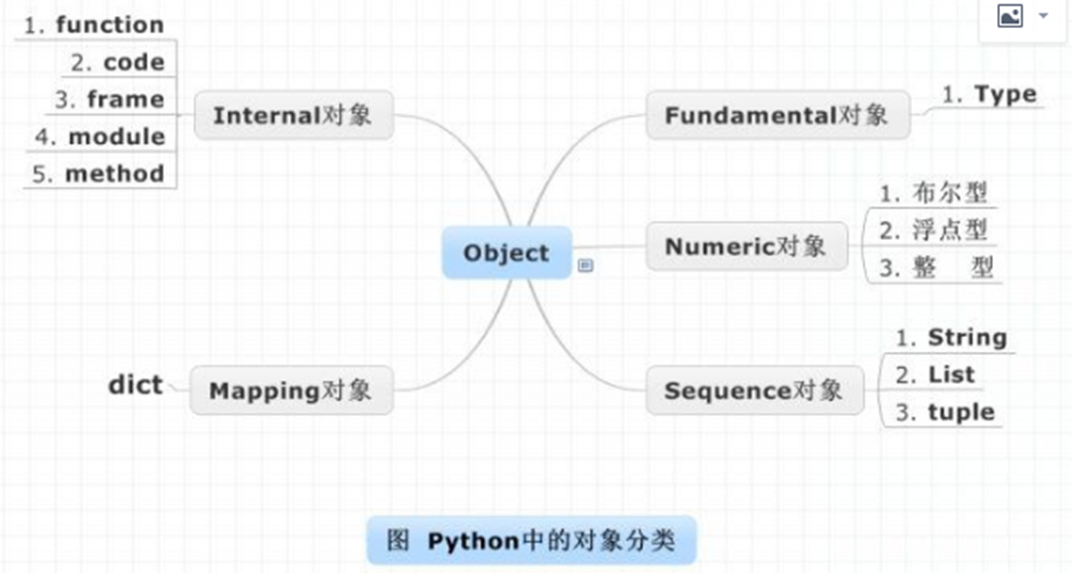 1. function
2. code
3. frame
4. module
5. method
Internal对象
Fundamental对象
1. Type
Object
Numeric对象
1. 布尔型
2. 浮点型
3. 整 型
dict
Mapping对象
Sequence对象
1. String
2. List
3. tuple
图 Python中的对象分类